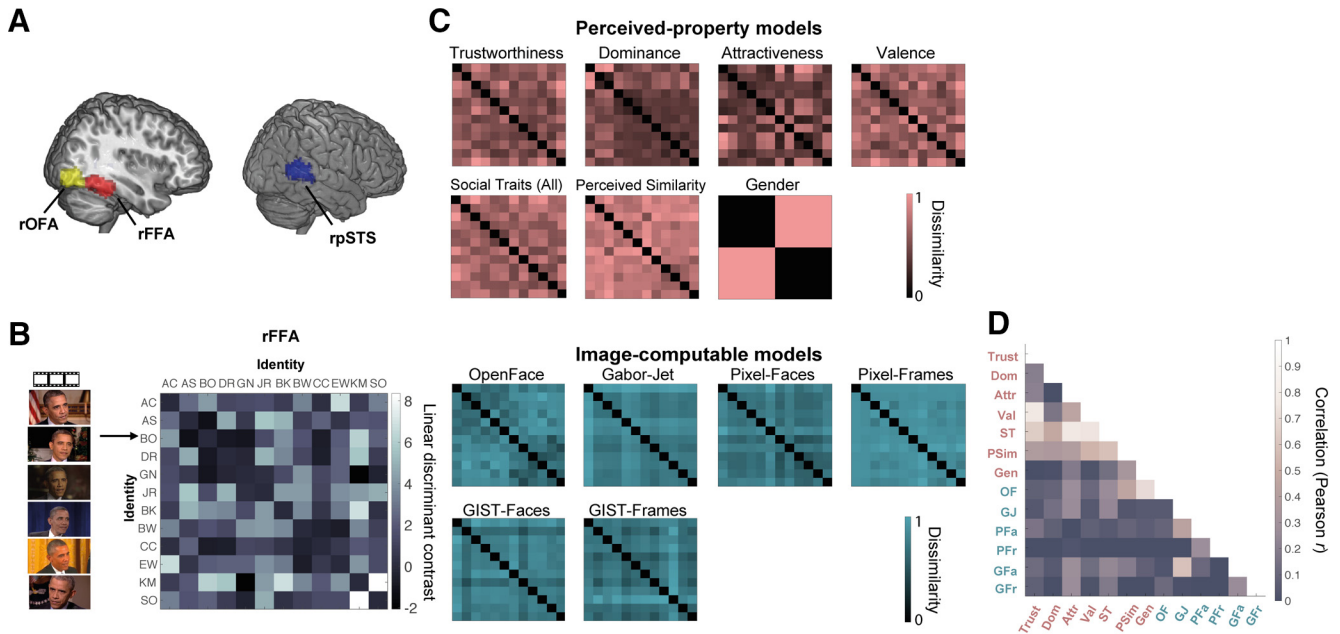 A
rOFA
rFFA
rpSTS
B
rFFA
Identity
AC AS BO DR GN JR BK BW CC EW KM SO
Identity
AC
AS
BO
DR
GN
JR
BK
BW
CC
EW
KM
SO
8
6
4
2
0
-2
Linear discriminant contrast
C
Perceived-property models
Trustworthiness Dominance Attractiveness Valence
Social Traits (All) Perceived Similarity Gender
1
0
Dissimilarity
Image-computable models
OpenFace Gabor-Jet Pixel-Faces Pixel-Frames
GIST-Faces GIST-Frames
1
0
Dissimilarity
D
Trust
Dom
Attr
Val
ST
PSim
Gen
OF
GJ
PFa
PFr
GFa
GFr
Trust Dom Attr Val ST PSim Gen OF GJ PFa PFr GFa GFr
1
0.9
0.8
0.7
0.6
0.5
0.4
0.3
0.2
0.1
0
Correlation (Pearson r)